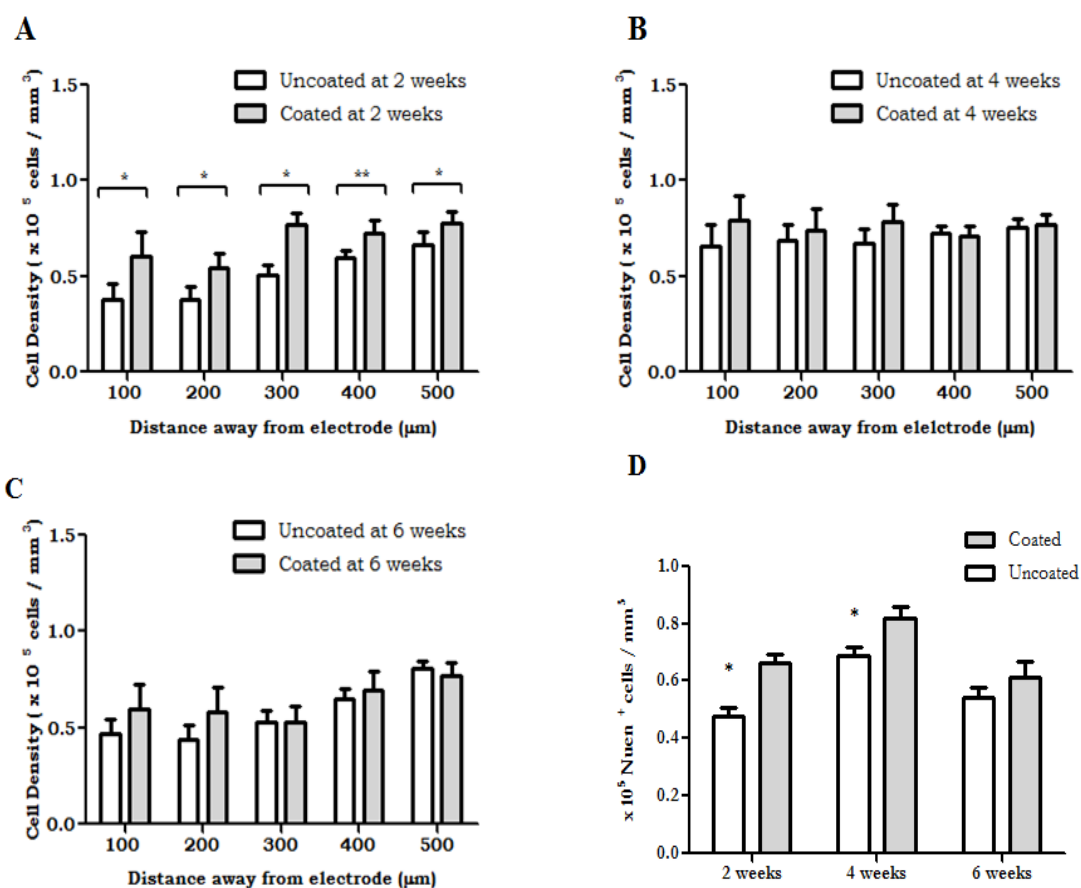 A
Uncoated at 2 weeks
Coated at 2 weeks
Cell Density ( x 10 5 cells / mm 3)
1.5
1.0
0.5
0.0
* * * ** *
100 200 300 400 500
Distance away from electrode (µm)
B
Uncoated at 4 weeks
Coated at 4 weeks
Cell Density ( x 10 5 cells / mm 3)
1.5
1.0
0.5
0.0
100 200 300 400 500
Distance away from elelctrode (µm)
C
Uncoated at 6 weeks
Coated at 6 weeks
Cell Density ( x 10 5 cells / mm 3)
1.5
1.0
0.5
0.0
100 200 300 400 500
Distance away from electrode (µm)
D
Coated
Uncoated
x 10⁵ Nucn + cells / mm³
1.0
0.8
0.6
0.4
0.2
0.0
* *
2 weeks 4 weeks 6 weeks